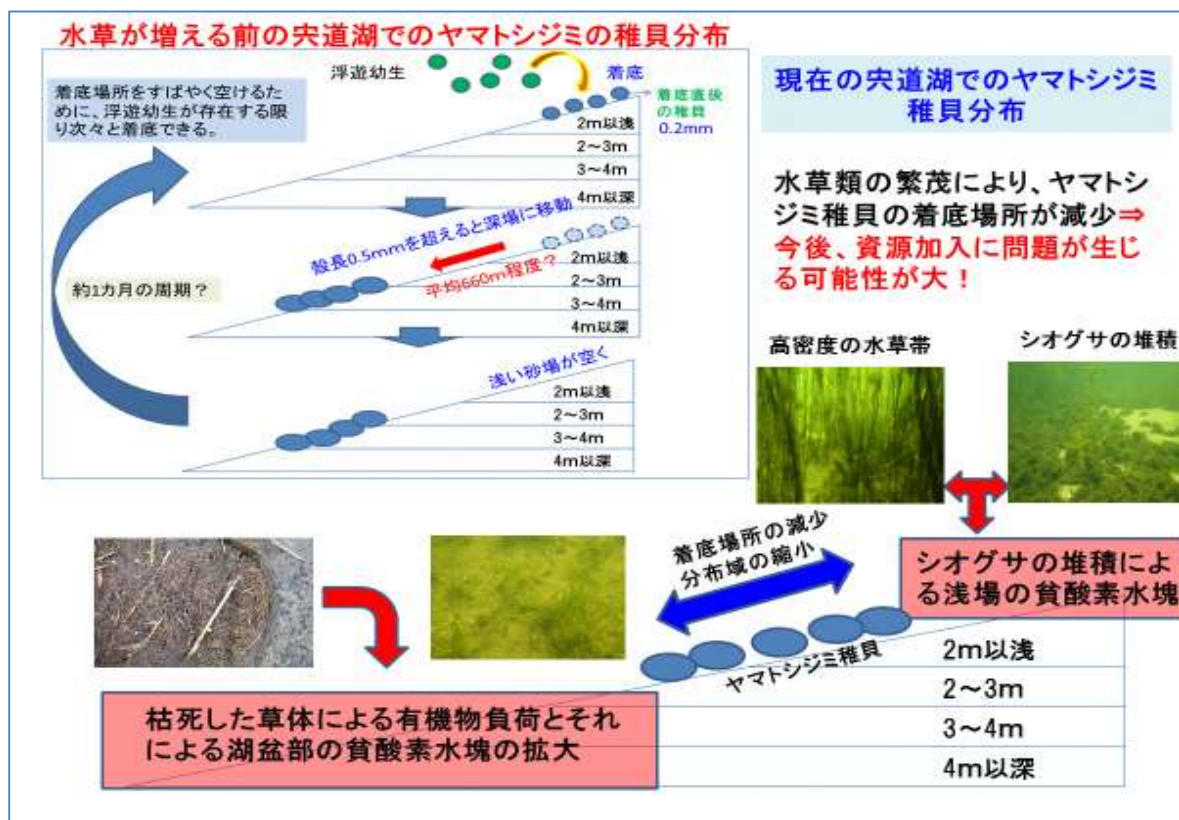 水草が増える前の宍道湖でのヤマトシジミの稚貝分布
浮遊幼生
着底
着底場所をすばやく空けるた
めに、浮遊幼生が存在する限
り次々と着底できる。
着底直後
の稚貝
0.2mm
2m以浅
2～3m
3～4m
4m以深
殻長0.5mmを超えると深場に移動
平均660m程度？
約1カ月の周期？
2m以浅
2～3m
3～4m
4m以深
浅い砂場が空く
2m以浅
2～3m
3～4m
4m以深
現在の宍道湖でのヤマトシジミ
稚貝分布
水草類の繁茂により、ヤマトシ
ジミ稚貝の着底場所が減少⇒
今後、資源加入に問題が生じ
る可能性が大！
高密度の水草帯
シオグサの堆積
着底場所の減少
分布域の縮小
シオグサの堆積によ
る浅場の貧酸素水塊
ヤマトシジミ稚貝
2m以浅
2～3m
3～4m
4m以深
枯死した草体による有機物負荷とそれ
による湖盆部の貧酸素水塊の拡大